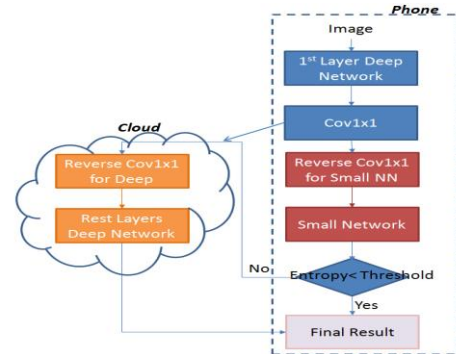 Phone
Image
1st Layer Deep
Network
Cov1x1
Cloud
Reverse Cov1x1
for Deep
Reverse Cov1x1
for Small NN
Rest Layers
Deep Network
Small Network
No
Entropy< Threshold
Yes
Final Result